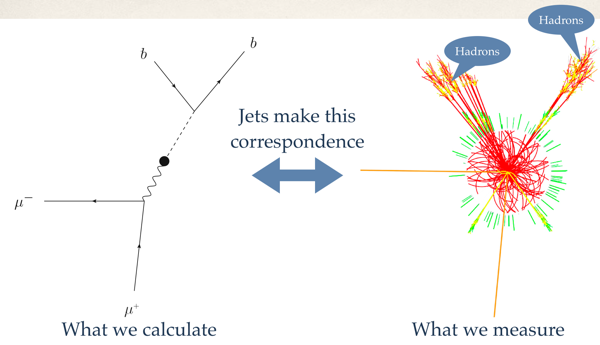 Hadrons
Hadrons
b
b
Jets make this
correspondence
μ−
μ+
What we calculate
What we measure